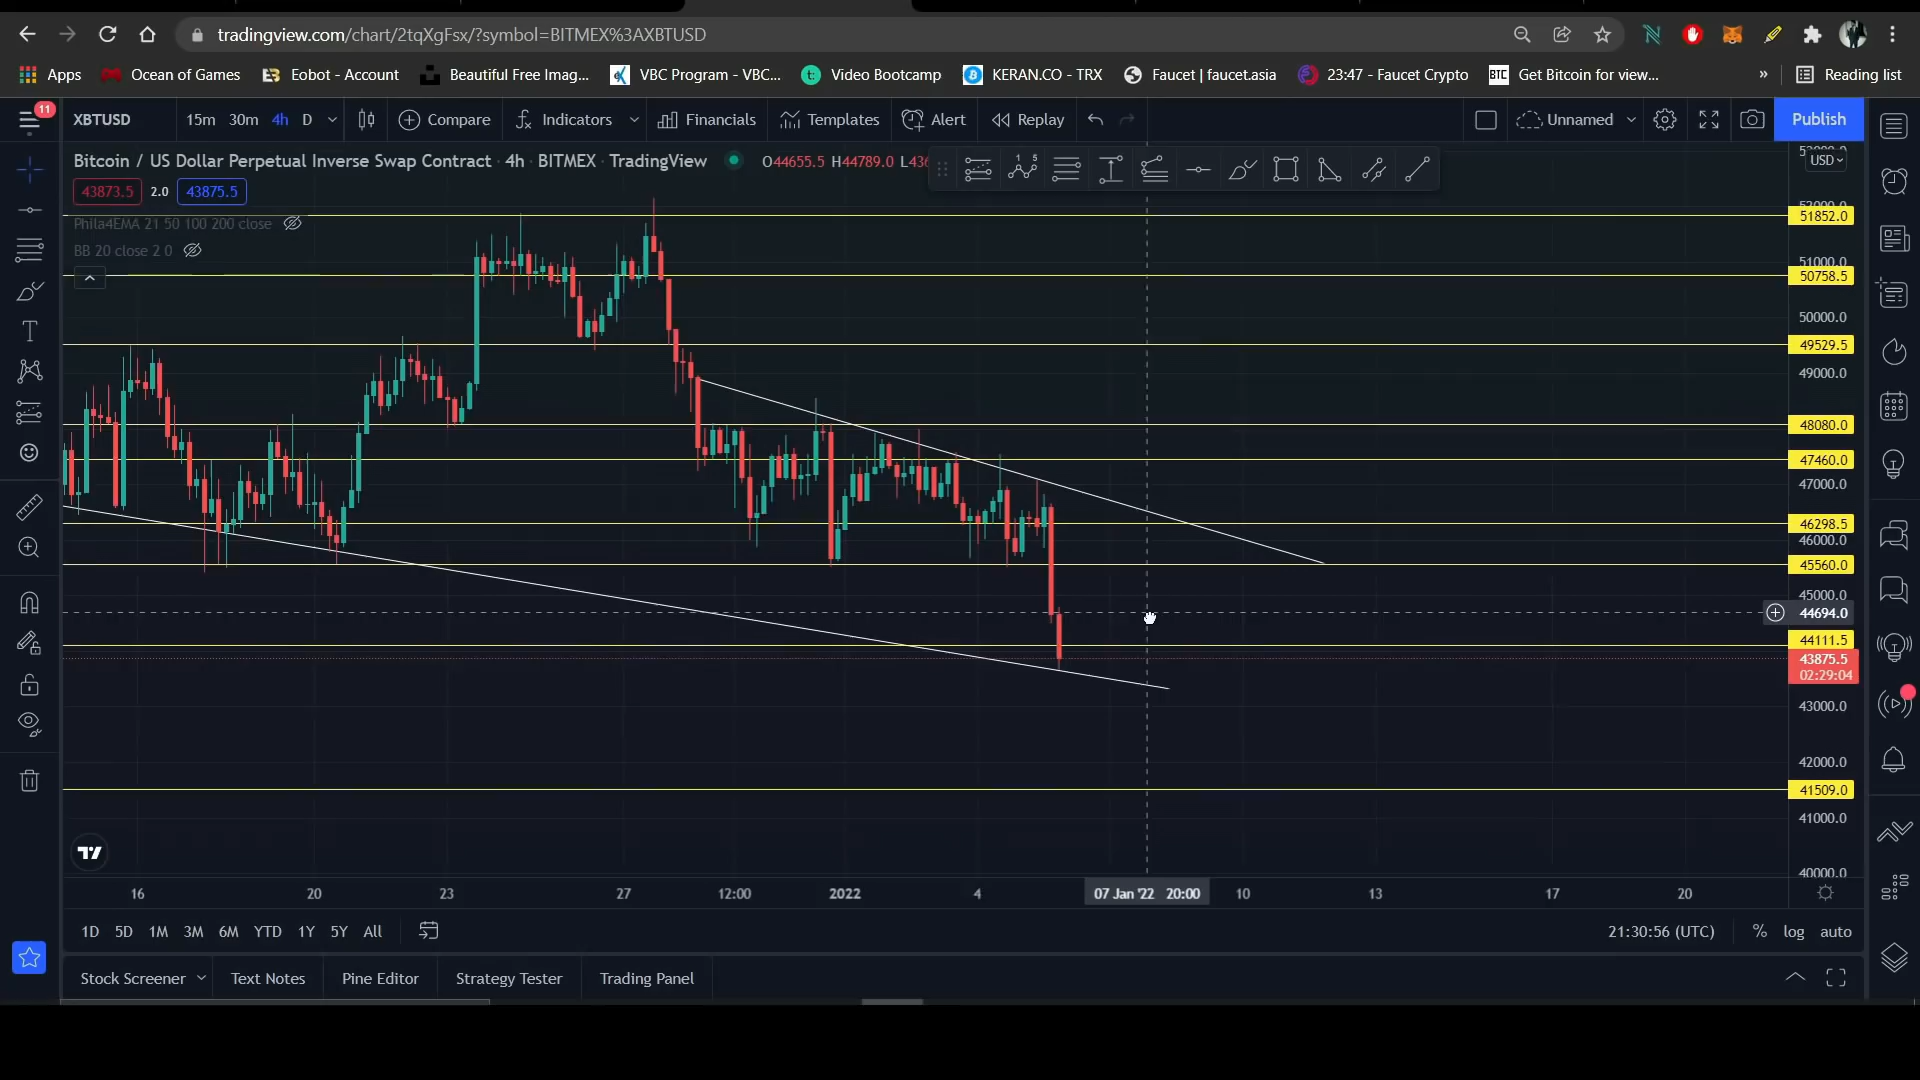 tradingview.com/chart/2tqXgFsx/?symbol=BITMEX%3AXBTUSD
Apps Ocean of Games Eobot - Account Beautiful Free Imag... VBC Program - VBC... Video Bootcamp KERAN.CO - TRX Faucet | faucet.asia 23:47 - Faucet Crypto BTC Get Bitcoin for view... » Reading list
11 XBTUSD 15m 30m 4h D Compare Indicators Financials Templates Alert Replay Unnamed Publish
Bitcoin / US Dollar Perpetual Inverse Swap Contract · 4h · BITMEX · TradingView O44655.5 H44789.0 USD
43873.5 2.0 43875.5
51852.0
Phila4EMA 21 50 100 200 close
BB 20 close 2 0
51000.0
50758.5
50000.0
49529.5
49000.0
48080.0
47460.0
47000.0
46298.5
46000.0
45560.0
45000.0
44694.0
44111.5
43875.5
02:29:04
43000.0
42000.0
41509.0
41000.0
40000.0
16 20 23 27 12:00 2022 4 07 Jan '22 20:00 10 13 17 20
1D 5D 1M 3M 6M YTD 1Y 5Y All 21:30:56 (UTC) % log auto
Stock Screener Text Notes Pine Editor Strategy Tester Trading Panel